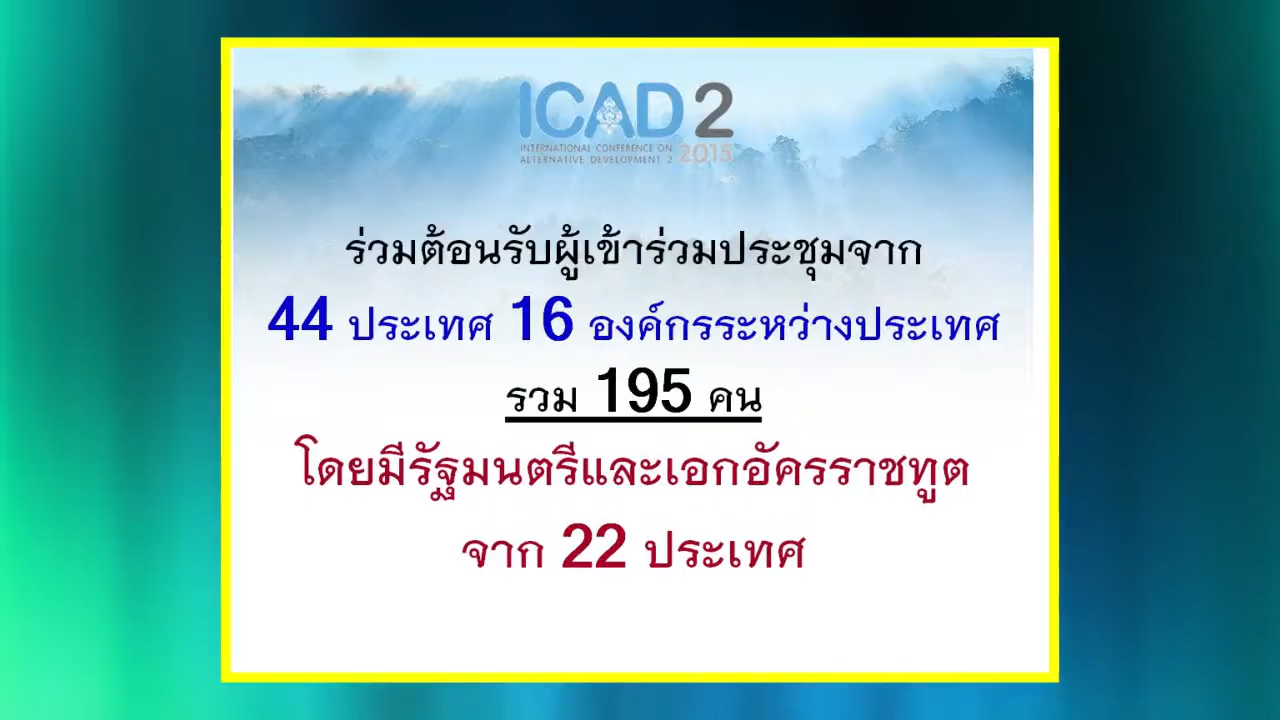 ICAD 2
INTERNATIONAL CONFERENCE ON
ALTERNATIVE DEVELOPMENT 2 2015
ร่วมต้อนรับผู้เข้าร่วมประชุมจาก
44 ประเทศ 16 องค์กรระหว่างประเทศ
รวม 195 คน
โดยมีรัฐมนตรีและเอกอัครราชทูต
จาก 22 ประเทศ